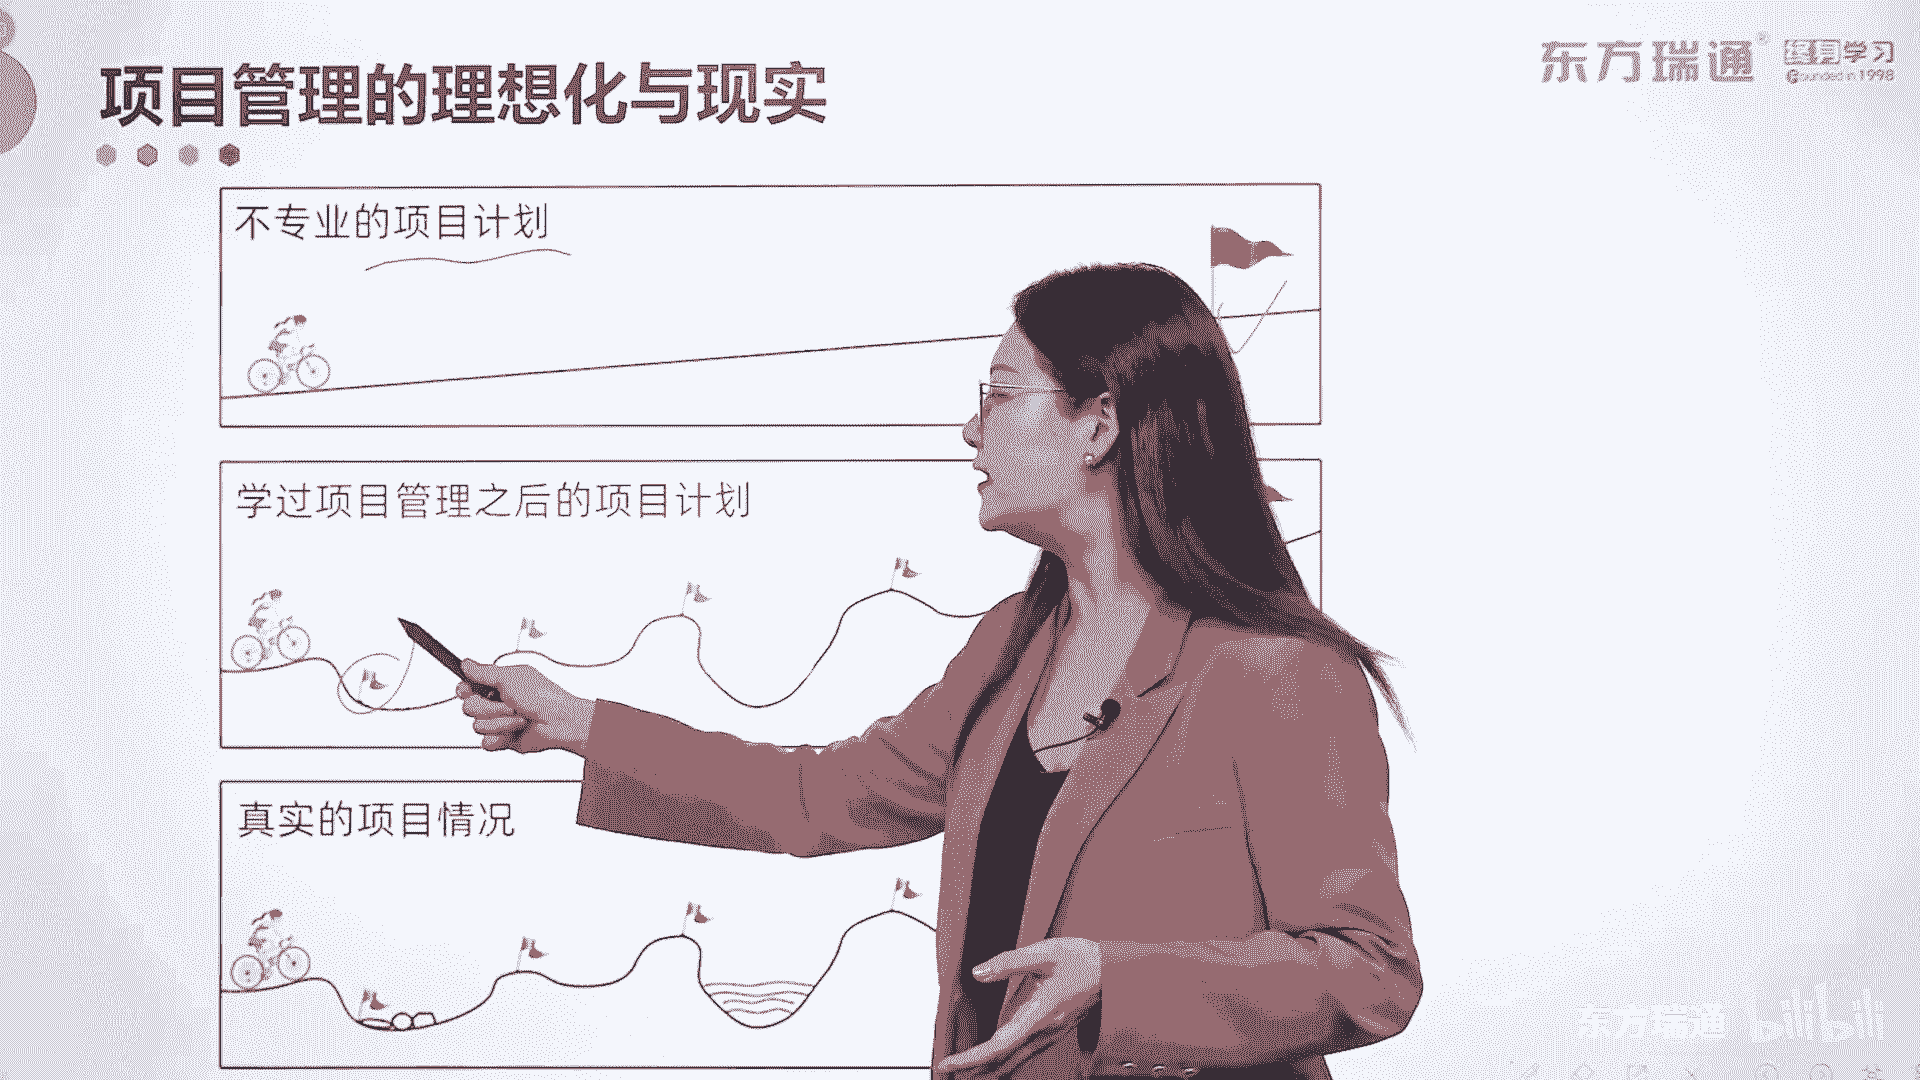 项目管理的理想化与现实
东方瑞通® 终身学习
Founded in 1998
不专业的项目计划
学过项目管理之后的项目计划
真实的项目情况
东方瑞通 bilibili